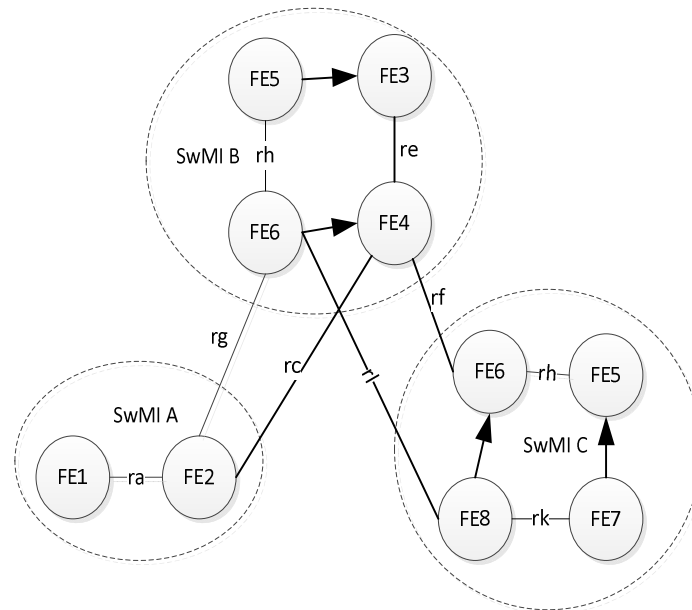 FE5
FE3
SwMI B
rh
re
FE6
FE4
rg
rf
rc
rl
FE6
rh
FE5
SwMI A
SwMI C
FE1
ra
FE2
FE8
rk
FE7